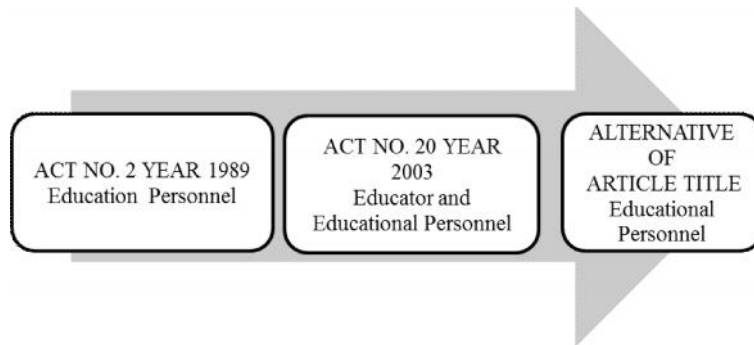 ACT NO. 2 YEAR 1989
Education Personnel
ACT NO. 20 YEAR
2003
Educator and
Educational Personnel
ALTERNATIVE
OF
ARTICLE TITLE
Educational
Personnel